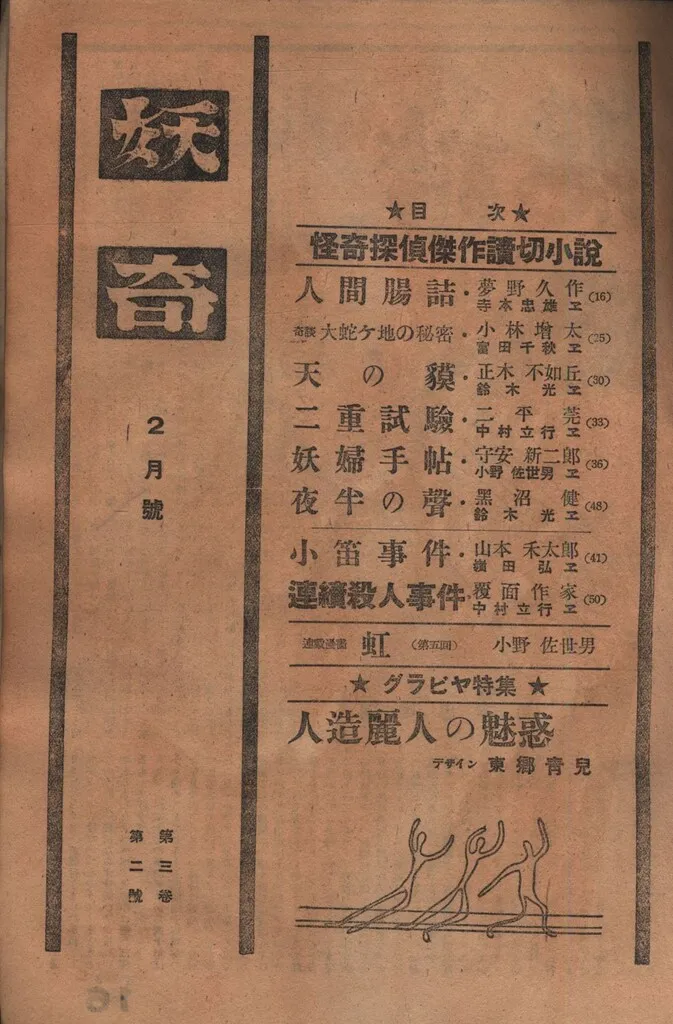 妖
奇
2
月
號
第三巻
第二號
★目 次★
怪奇探偵傑作讀切小說
人間腸詰・夢野久作
寺本忠雄ヱ(16)
奇談 大蛇ケ池の秘密・小林增太
富田千秋ヱ(25)
天の貘・正木不如丘
鈴木光ヱ(30)
二重試驗・二平莞
中村立行ヱ(33)
妖婦手帖・守安新二郎
小野佐世男ヱ(36)
夜半の聲・黑沼健
鈴木光ヱ(48)
小笛事件・山本禾太郎
嶺田弘ヱ(41)
連續殺人事件・覆面作家
中村立行ヱ(50)
連載漫畫 虹 (第五回) 小野佐世男
★ グラビヤ特集 ★
人造麗人の魅惑
デザイン 東鄕靑兒